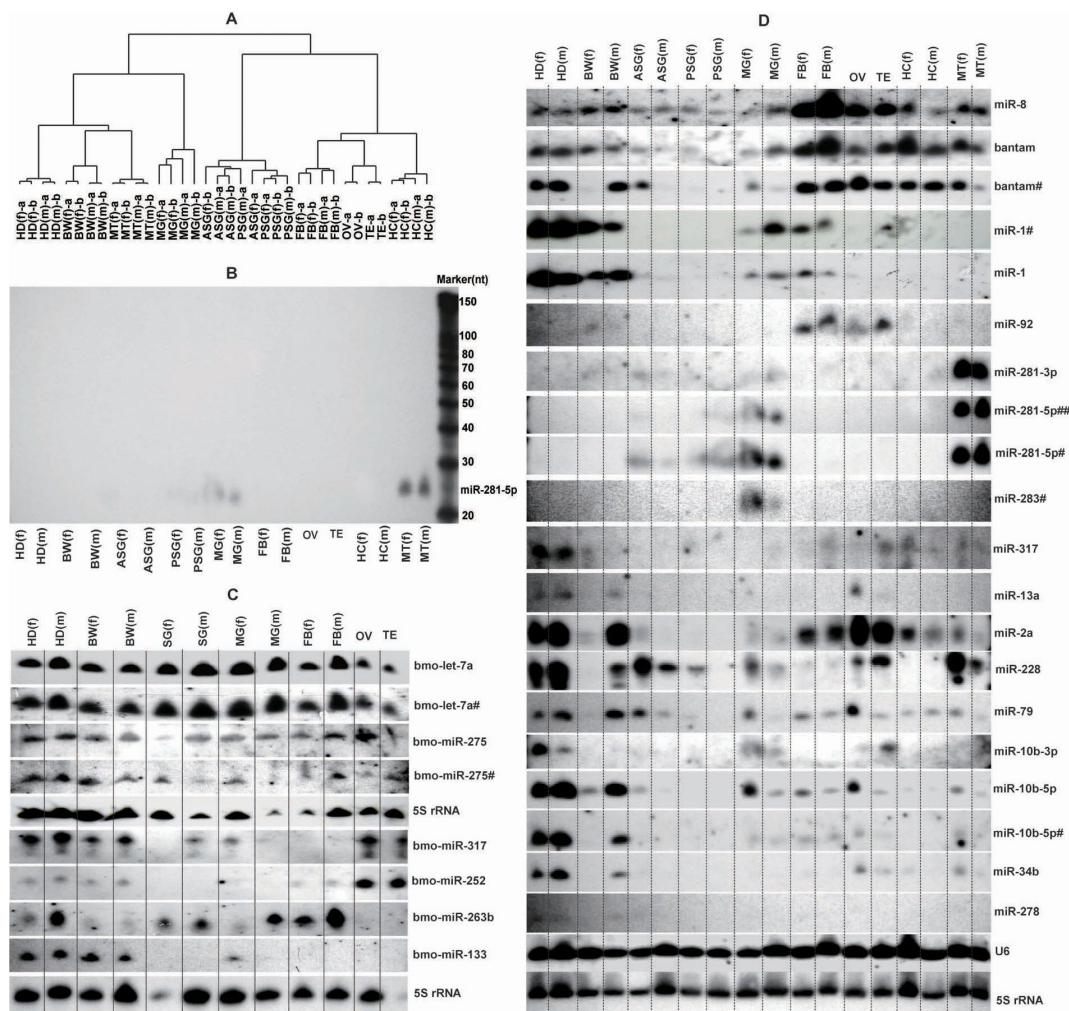 A
HD(f)-a HD(f)-b HD(m)-a HD(m)-b BW(f)-a BW(f)-b BW(m)-a BW(m)-b MT(f)-a MT(f)-b MT(m)-a MT(m)-b MG(f)-a MG(f)-b MG(m)-a MG(m)-b ASG(f)-b ASG(m)-a ASG(m)-b PSG(m)-a ASG(f)-a PSG(f)-a PSG(f)-b PSG(m)-b FB(f)-a FB(f)-b FB(m)-a FB(m)-b OV-a OV-b TE-a TE-b HC(f)-a HC(f)-b HC(m)-a HC(m)-b
B
Marker(nt)
150
100
80
70
60
50
40
30
miR-281-5p
20
HD(f) HD(m) BW(f) BW(m) ASG(f) ASG(m) PSG(f) PSG(m) MG(f) MG(m) FB(f) FB(m) OV TE HC(f) HC(m) MT(f) MT(m)
C
HD(f) HD(m) BW(f) BW(m) SG(f) SG(m) MG(f) MG(m) FB(f) FB(m) OV TE
bmo-let-7a
bmo-let-7a#
bmo-miR-275
bmo-miR-275#
5S rRNA
bmo-miR-317
bmo-miR-252
bmo-miR-263b
bmo-miR-133
5S rRNA
D
HD(f) HD(m) BW(f) BW(m) ASG(f) ASG(m) PSG(f) PSG(m) MG(f) MG(m) FB(f) FB(m) OV TE HC(f) HC(m) MT(f) MT(m)
miR-8
bantam
bantam#
miR-1#
miR-1
miR-92
miR-281-3p
miR-281-5p##
miR-281-5p#
miR-283#
miR-317
miR-13a
miR-2a
miR-228
miR-79
miR-10b-3p
miR-10b-5p
miR-10b-5p#
miR-34b
miR-278
U6
5S rRNA